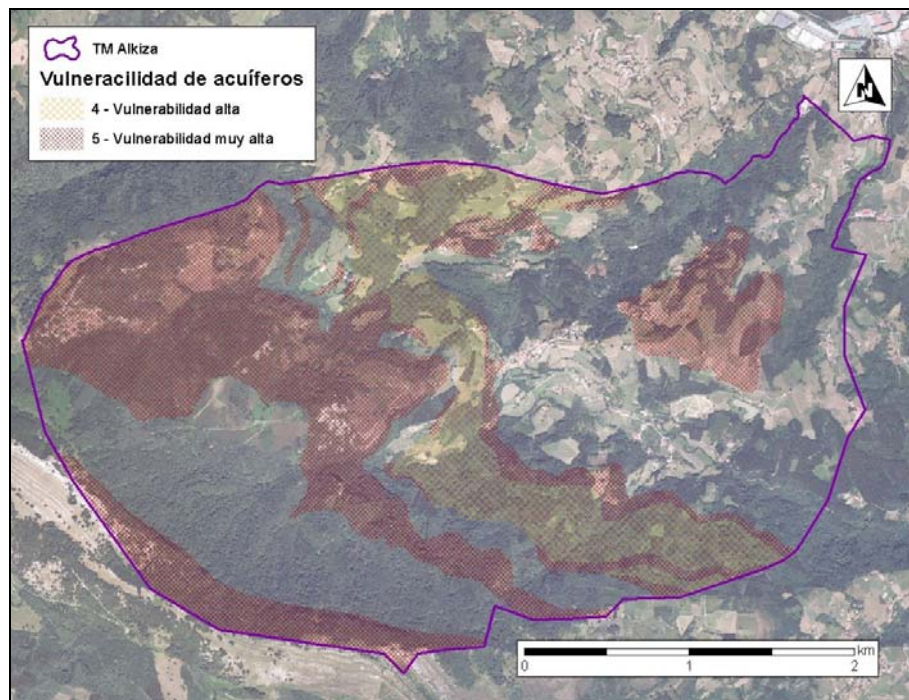 TM Alkiza
Vulneracilidad de acuíferos
4 - Vulnerabilidad alta
5 - Vulnerabilidad muy alta
N
km
0 1 2